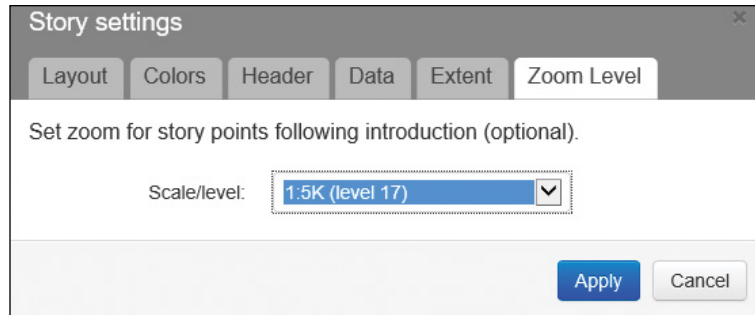 Story settings
Layout Colors Header Data Extent Zoom Level
Set zoom for story points following introduction (optional).
Scale/level: 1:5K (level 17)
Apply Cancel